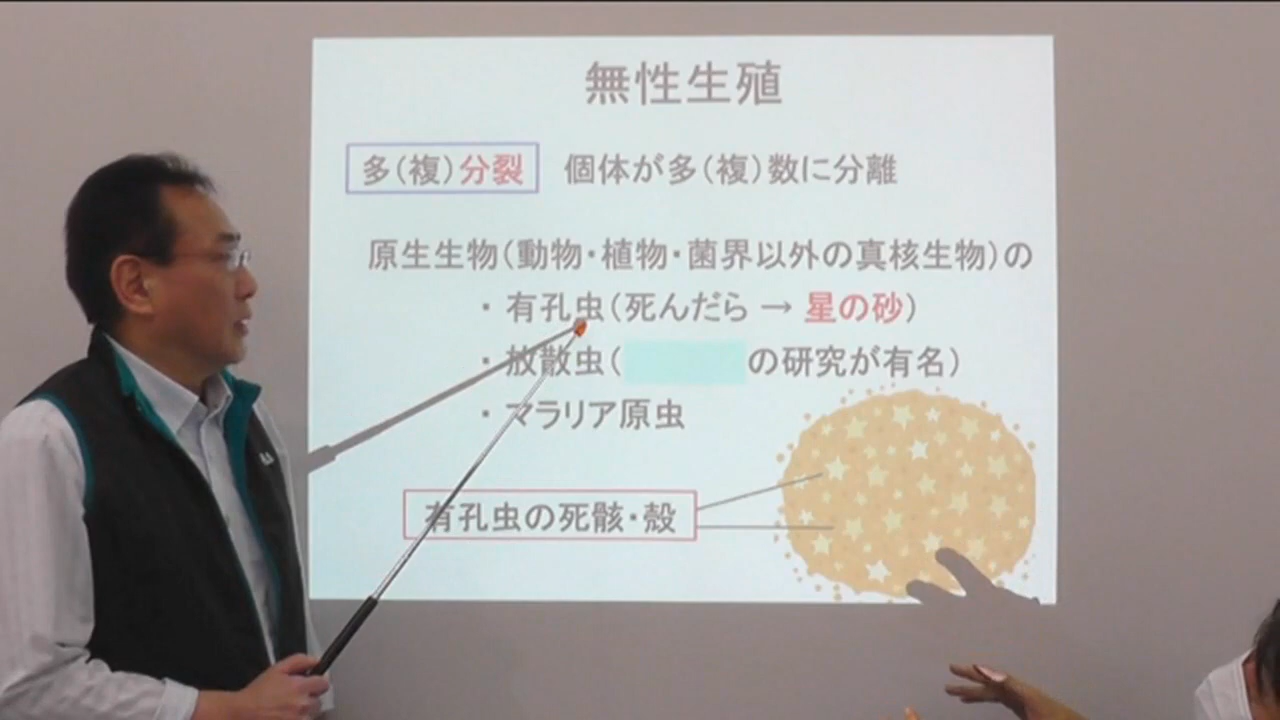 無性生殖
多(複)分裂 個体が多(複)数に分離
原生生物(動物・植物・菌界以外の真核生物)の
・有孔虫(死んだら → 星の砂)
・放散虫( の研究が有名)
・マラリア原虫
有孔虫の死骸・殻